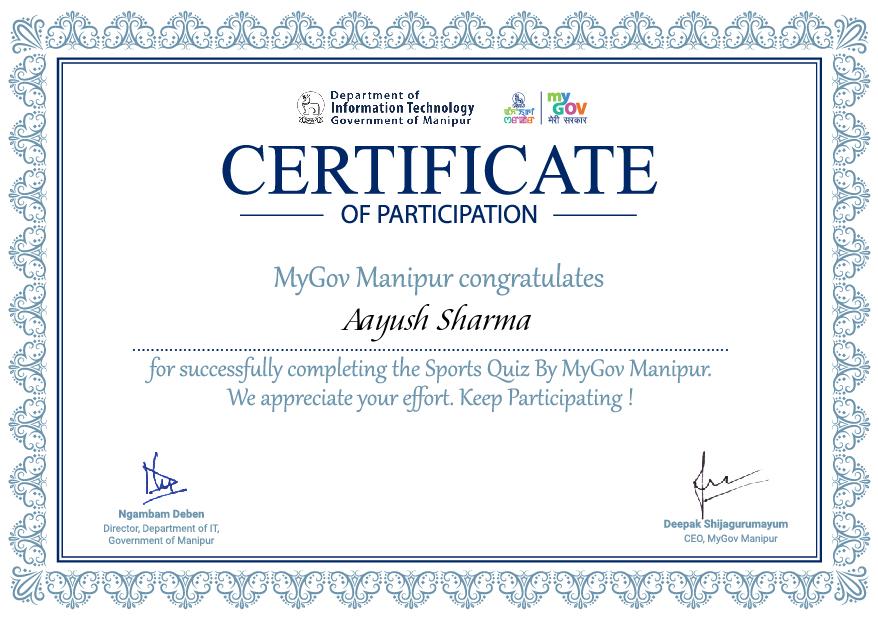 Department of
Information Technology
Government of Manipur
my
GOV
मेरी सरकार
CERTIFICATE
OF PARTICIPATION
MyGov Manipur congratulates
Aayush Sharma
for successfully completing the Sports Quiz By MyGov Manipur.
We appreciate your effort. Keep Participating !
Ngambam Deben
Director, Department of IT,
Government of Manipur
Deepak Shijagurumayum
CEO, MyGov Manipur